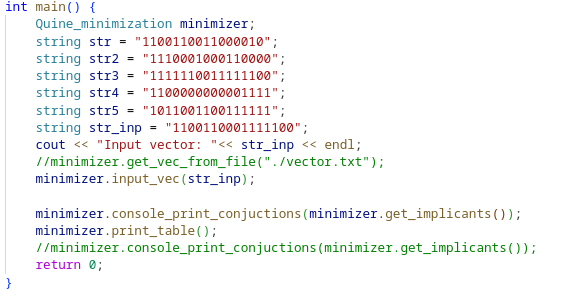 int main() {
    Quine_minimization minimizer;
    string str = "1100110011000010";
    string str2 = "1110001000110000";
    string str3 = "1111110011111100";
    string str4 = "1100000000001111";
    string str5 = "1011001100111111";
    string str_inp = "1100110001111100";
    cout << "Input vector: "<< str_inp << endl;
    //minimizer.get_vec_from_file("./vector.txt");
    minimizer.input_vec(str_inp);

    minimizer.console_print_conjuctions(minimizer.get_implicants());
    minimizer.print_table();
    //minimizer.console_print_conjuctions(minimizer.get_implicants());
    return 0;
}